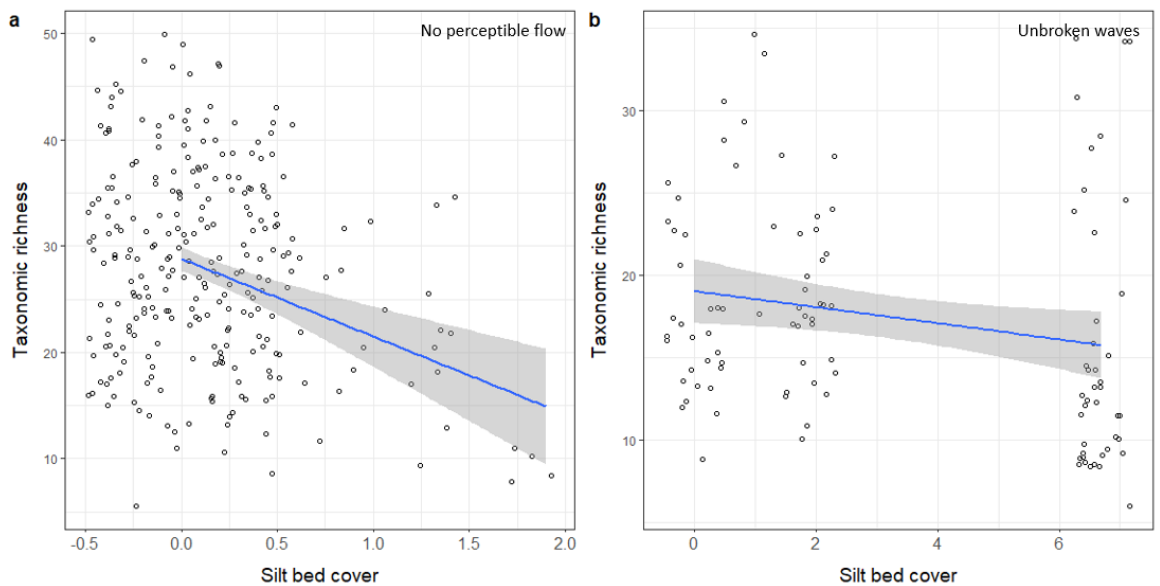 a
No perceptible flow
50
40
30
20
10
Taxonomic richness
-0.5
0.0
0.5
1.0
1.5
2.0
Silt bed cover
b
Unbroken waves
30
20
10
Taxonomic richness
0
2
4
6
Silt bed cover